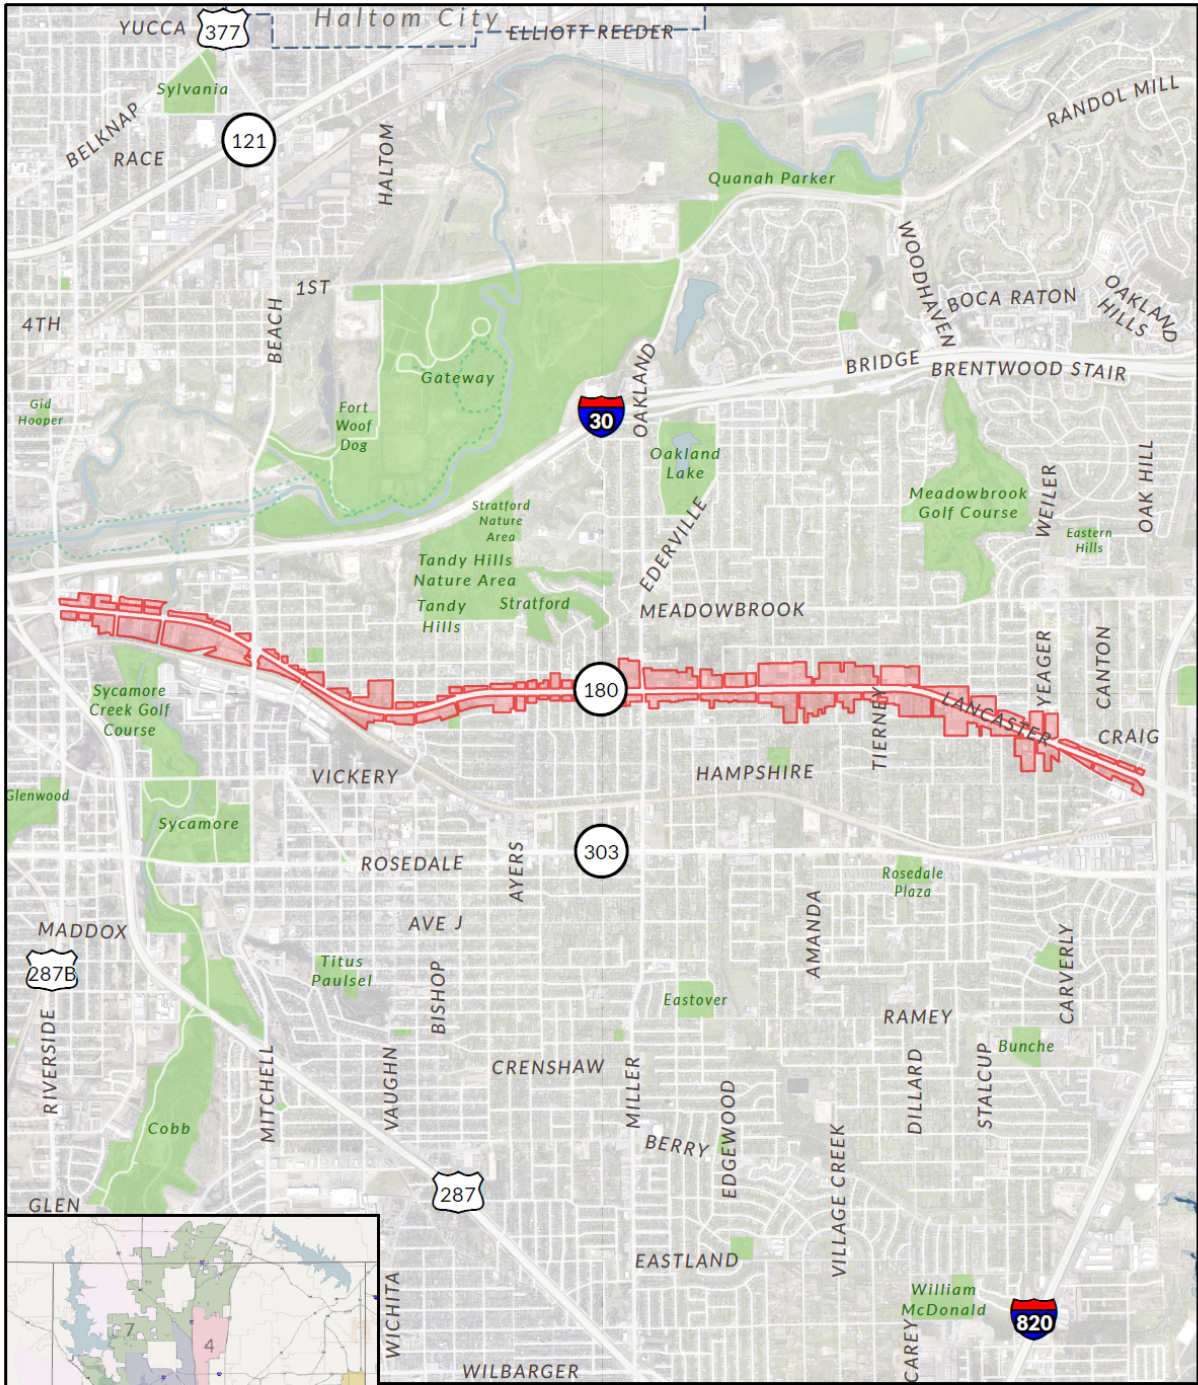 Haltom City
YUCCA
377
ELLIOTT REEDER
Sylvania
RANDOL MILL
BELKNAP
121
RACE
HALTOM
Quanah Parker
WOODHAVEN
1ST
BOCA RATON
OAKLAND
HILLS
4TH
BEACH
BRIDGE
BRENTWOOD STAIR
OAKLAND
Gateway
Gid
Hooper
Fort
Woof
Dog
30
Oakland
Lake
Meadowbrook
Golf Course
WEILER
OAK HILL
Stratford
Nature
Area
Eastern
Hills
EDERVILLE
Tandy Hills
Nature Area
Tandy
Hills
Stratford
MEADOWBROOK
YEAGER
CANTON
Sycamore
Creek Golf
Course
180
TIERNEY
LANCASTER
CRAIG
VICKERY
HAMPSHIRE
Glenwood
Sycamore
303
ROSEDALE
AYERS
Rosedale
Plaza
AVE J
AMANDA
MADDOX
CARVERLY
287B
Titus
Paulsel
BISHOP
Eastover
RAMEY
RIVERSIDE
MITCHELL
VAUGHN
CRENSHAW
MILLER
DILLARD
STALCUP
Bunche
Cobb
EDGEWOOD
BERRY
VILLAGE CREEK
GLEN
287
EASTLAND
William
McDonald
WICHITA
820
7
4
CAREY
WILBARGER